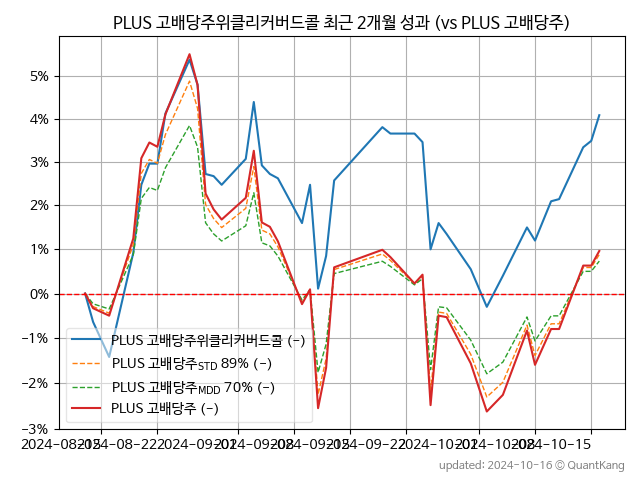 PLUS 고배당주위클리커버드콜 최근 2개월 성과 (vs PLUS 고배당주)
5%
4%
3%
2%
1%
0%
−1%
−2%
−3%
PLUS 고배당주위클리커버드콜 (-)
PLUS 고배당주STD 89% (-)
PLUS 고배당주MDD 70% (-)
PLUS 고배당주 (-)
2024-08-15 2024-08-22 2024-09-01 2024-09-08 2024-09-15 2024-09-22 2024-10-01 2024-10-08 2024-10-15
updated: 2024-10-16 © QuantKang